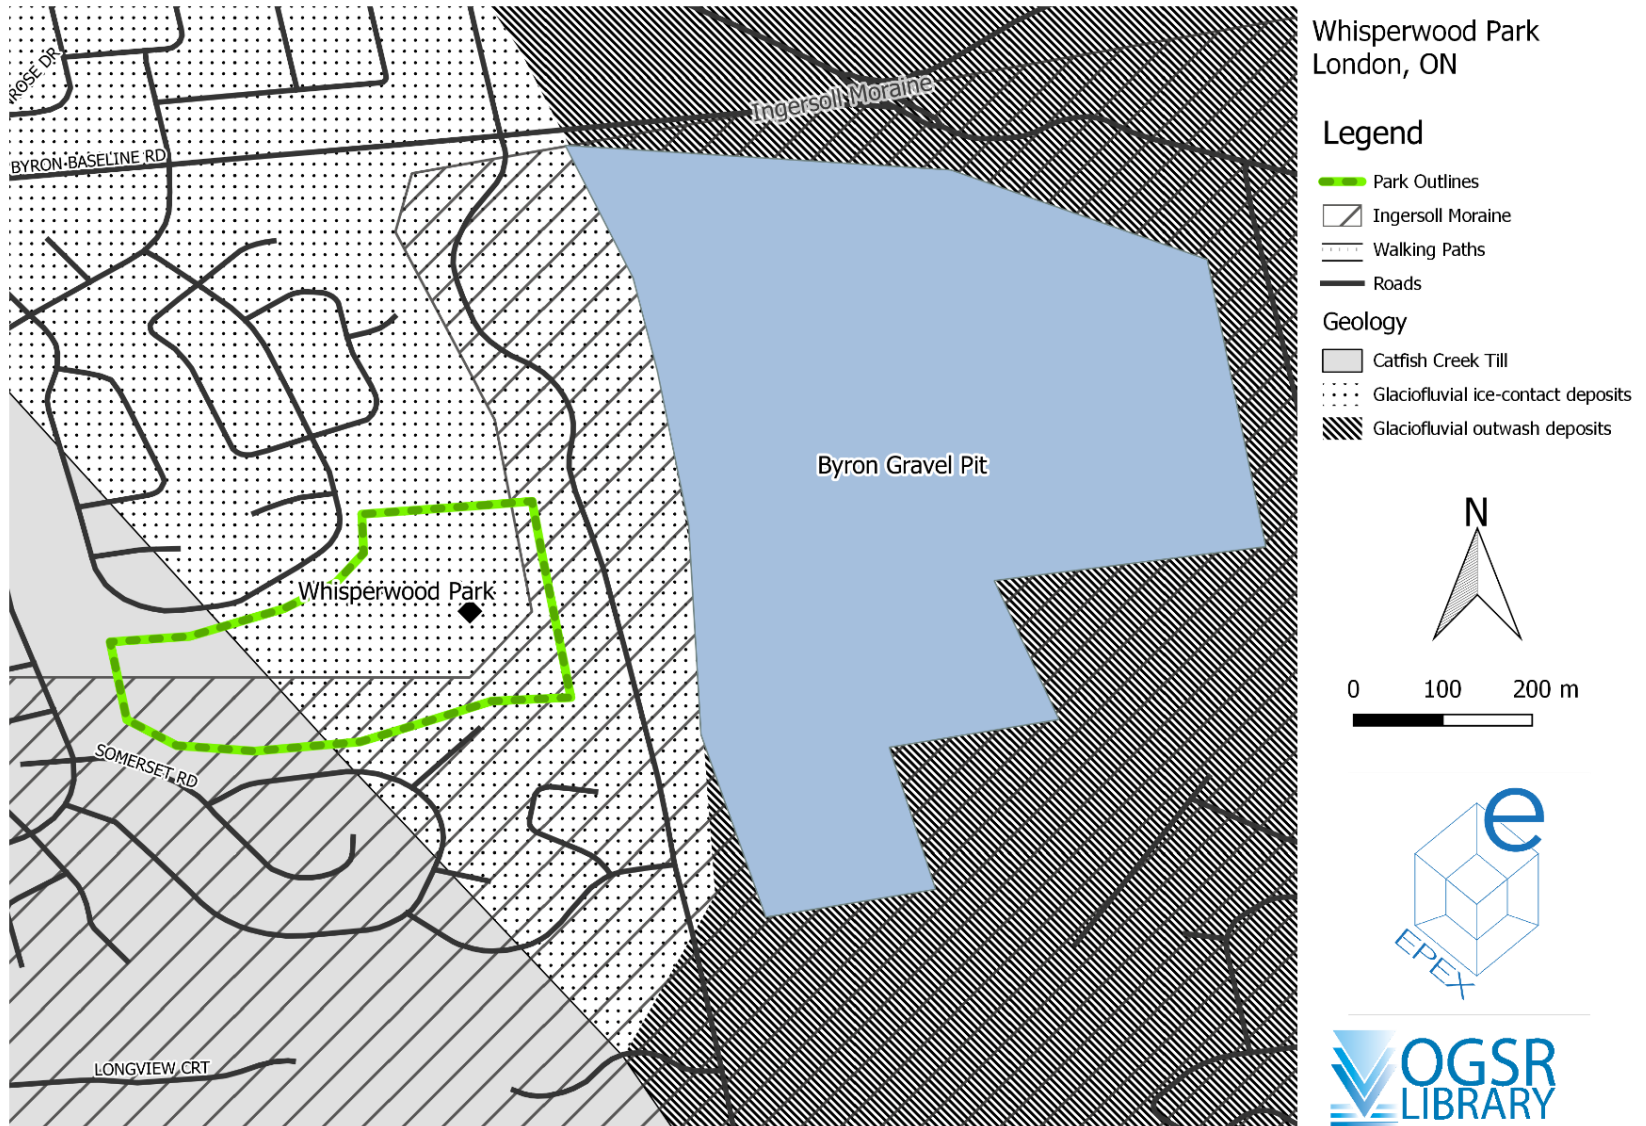 ROSE DR
BYRON BASELINE RD
Ingersoll Moraine
Byron Gravel Pit
Whisperwood Park
SOMERSET RD
LONGVIEW CRT
Whisperwood Park
London, ON
Legend
Park Outlines
Ingersoll Moraine
Walking Paths
Roads
Geology
Catfish Creek Till
Glaciofluvial ice-contact deposits
Glaciofluvial outwash deposits
N
0 100 200 m
e
EPEX
OGSR
LIBRARY